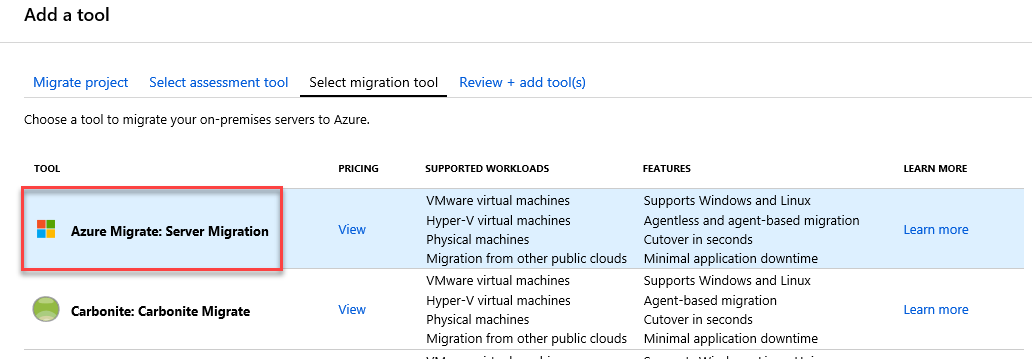 Add a tool
Migrate project Select assessment tool Select migration tool Review + add tool(s)
Choose a tool to migrate your on-premises servers to Azure.
TOOL PRICING SUPPORTED WORKLOADS FEATURES LEARN MORE
VMware virtual machines Supports Windows and Linux
Hyper-V virtual machines Agentless and agent-based migration
Azure Migrate: Server Migration View Learn more
Physical machines Cutover in seconds
Migration from other public clouds Minimal application downtime
VMware virtual machines Supports Windows and Linux
Hyper-V virtual machines Agent-based migration
Carbonite: Carbonite Migrate View Learn more
Physical machines Cutover in seconds
Migration from other public clouds Minimal application downtime